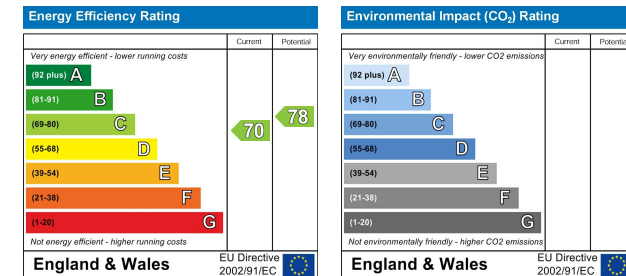 Energy Efficiency Rating
Current Potential
Very energy efficient - lower running costs
(92 plus) A
(81-91) B
(69-80) C
(55-68) D
(39-54) E
(21-38) F
(1-20) G
70
78
Not energy efficient - higher running costs
England & Wales
EU Directive
2002/91/EC
Environmental Impact (CO₂) Rating
Current Potential
Very environmentally friendly - lower CO2 emissions
(92 plus) A
(81-91) B
(69-80) C
(55-68) D
(39-54) E
(21-38) F
(1-20) G
Not environmentally friendly - higher CO2 emissions
England & Wales
EU Directive
2002/91/EC